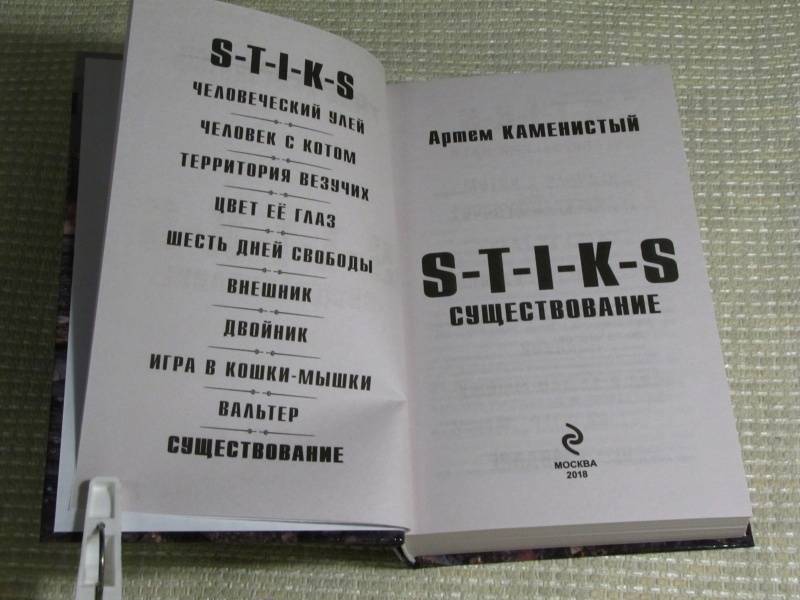 S-T-I-K-S
ЧЕЛОВЕЧЕСКИЙ УЛЕЙ
ЧЕЛОВЕК С КОТОМ
ТЕРРИТОРИЯ ВЕЗУЧИХ
ЦВЕТ ЕЁ ГЛАЗ
ШЕСТЬ ДНЕЙ СВОБОДЫ
ВНЕШНИК
ДВОЙНИК
ИГРА В КОШКИ-МЫШКИ
ВАЛЬТЕР
СУЩЕСТВОВАНИЕ
Артем КАМЕНИСТЫЙ
S-T-I-K-S
СУЩЕСТВОВАНИЕ
МОСКВА
2018